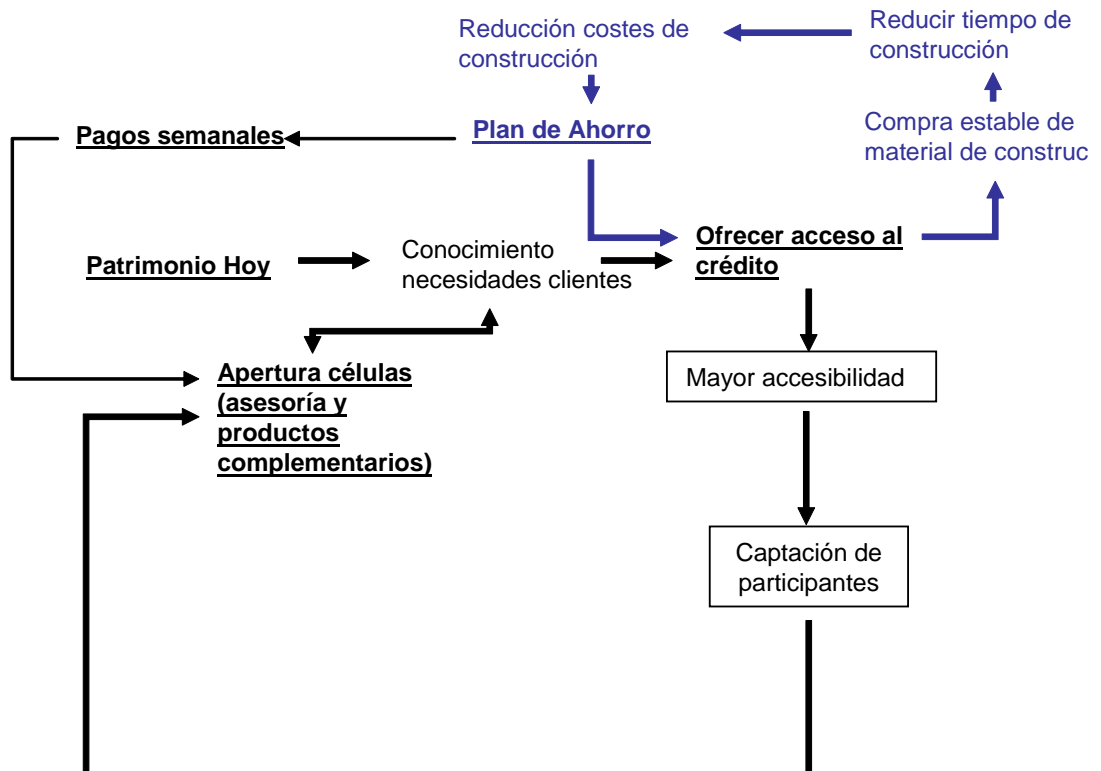 Reducción costes de
construcción
Reducir tiempo de
construcción
Pagos semanales
Plan de Ahorro
Compra estable de
material de construc
Patrimonio Hoy
Conocimiento
necesidades clientes
Ofrecer acceso al
crédito
Apertura células
(asesoría y
productos
complementarios)
Mayor accesibilidad
Captación de
participantes